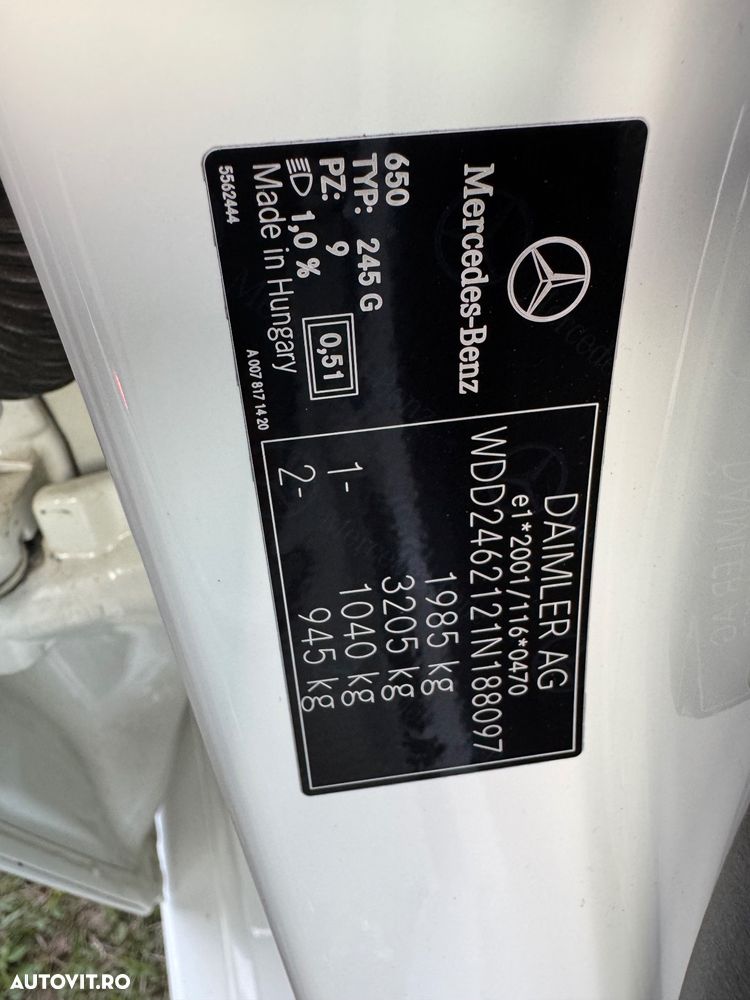 Mercedes-Benz
650
TYP: 245 G
PZ: 9
1,0 %
0,51
Made in Hungary
5562444
A 007 817 14 20
DAIMLER AG
e1*2001/116*0470
WDD2462121N188097
1985 kg
3205 kg
1- 1040 kg
2- 945 kg
AUTOVIT.RO